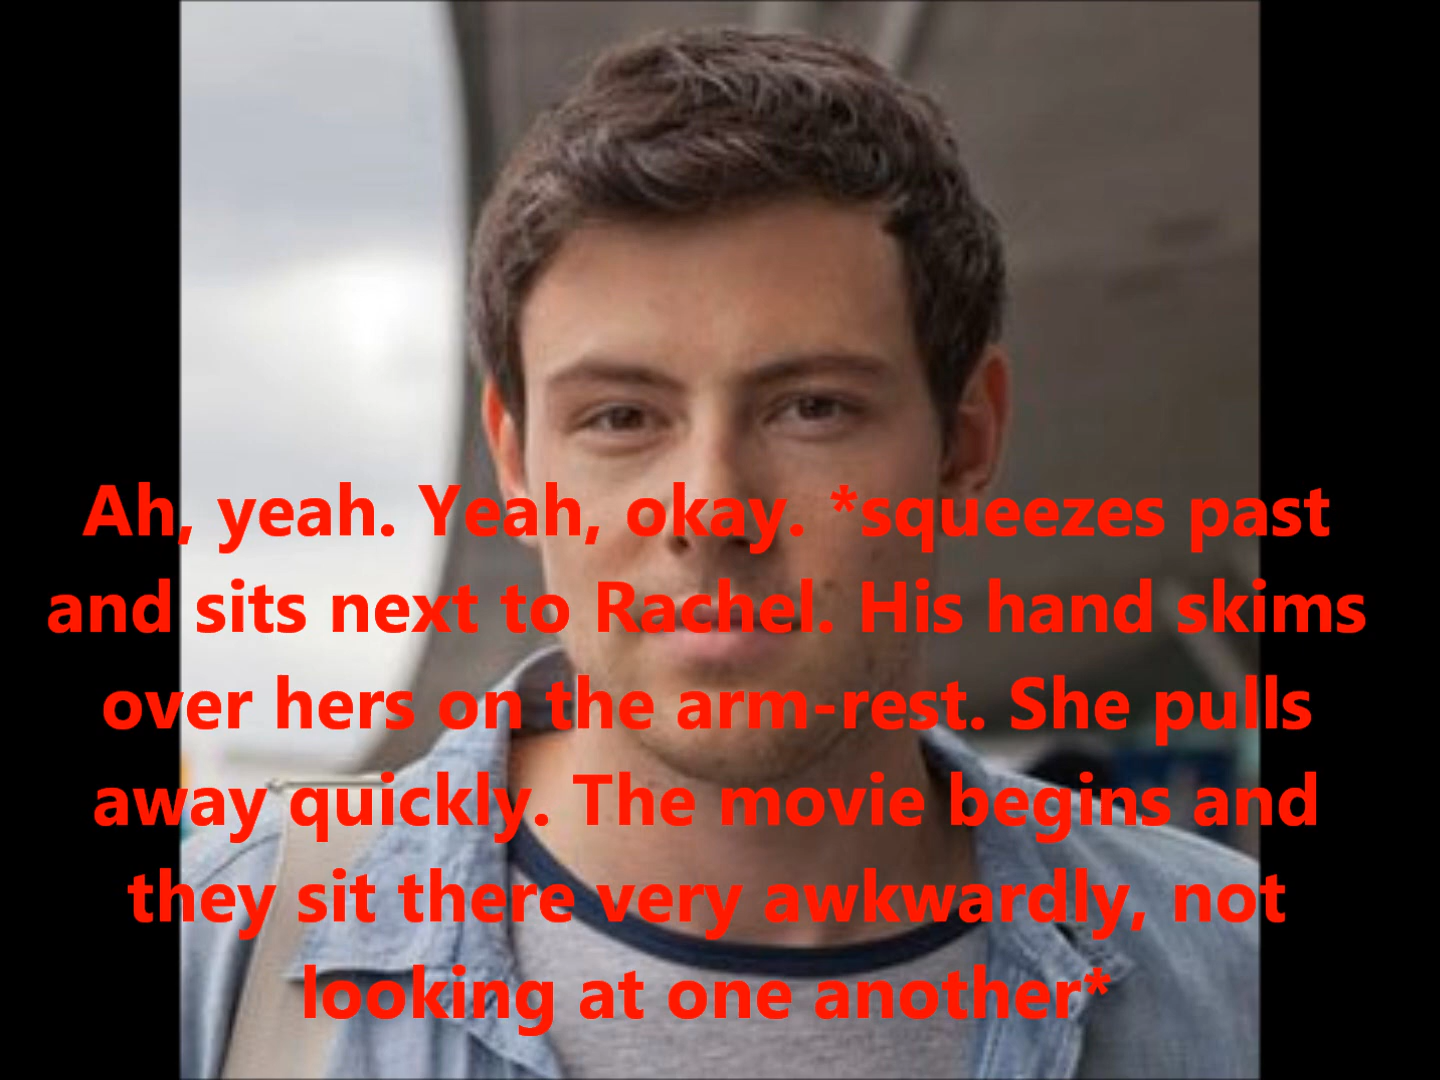 Ah, yeah. Yeah, okay. *squeezes past
and sits next to Rachel. His hand skims
over hers on the arm-rest. She pulls
away quickly. The movie begins and
they sit there very awkwardly, not
looking at one another*